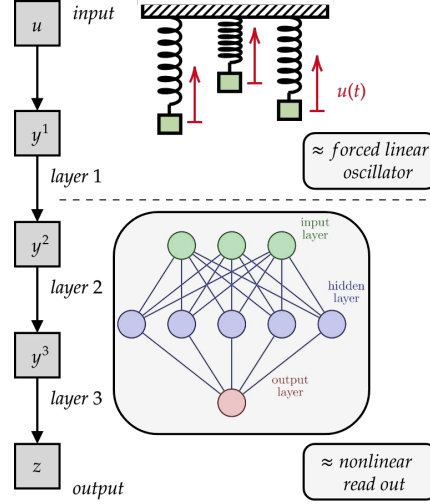 u
input
u(t)
y¹
≈ forced linear
oscillator
layer 1
input
layer
y²
layer 2
hidden
layer
y³
output
layer
layer 3
z
≈ nonlinear
read out
output